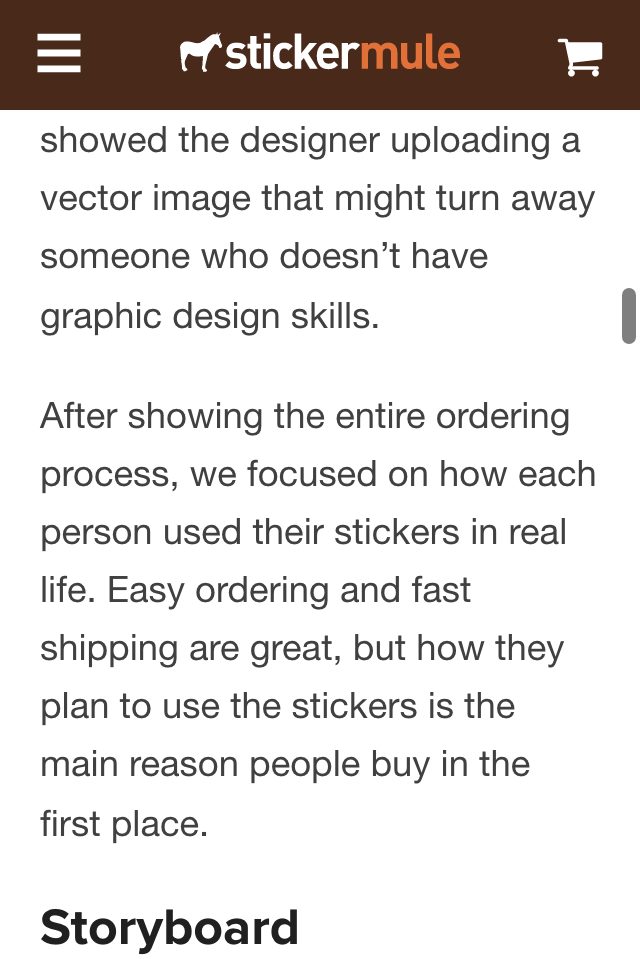 stickermule
showed the designer uploading a
vector image that might turn away
someone who doesn’t have
graphic design skills.
After showing the entire ordering
process, we focused on how each
person used their stickers in real
life. Easy ordering and fast
shipping are great, but how they
plan to use the stickers is the
main reason people buy in the
first place.
Storyboard